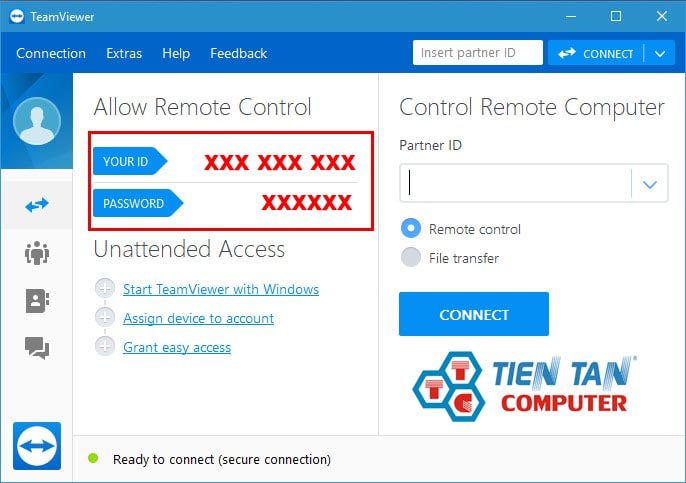 TeamViewer
Connection Extras Help Feedback
Insert partner ID
CONNECT
Allow Remote Control
YOUR ID
XXX XXX XXX
PASSWORD
XXXXXX
Unattended Access
Start TeamViewer with Windows
Assign device to account
Grant easy access
Control Remote Computer
Partner ID
Remote control
File transfer
CONNECT
TTC
TIEN TAN®
COMPUTER
Ready to connect (secure connection)